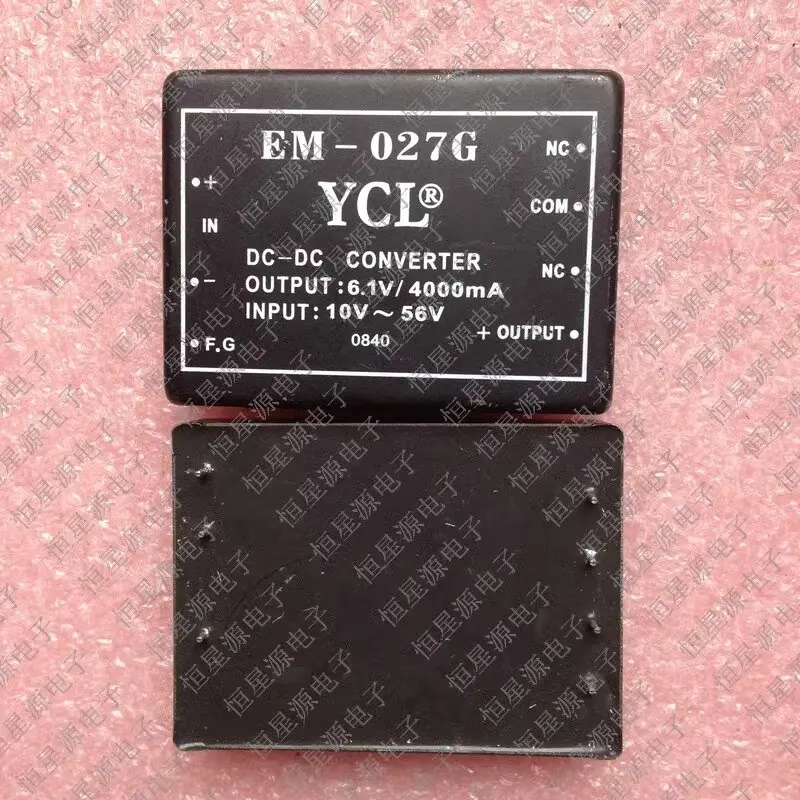 EM-027G
NC
+
YCL®
COM
IN
DC-DC CONVERTER
NC
-
OUTPUT:6.1V/4000mA
INPUT:10V~56V
+ OUTPUT
F.G
0840
恒星源电子